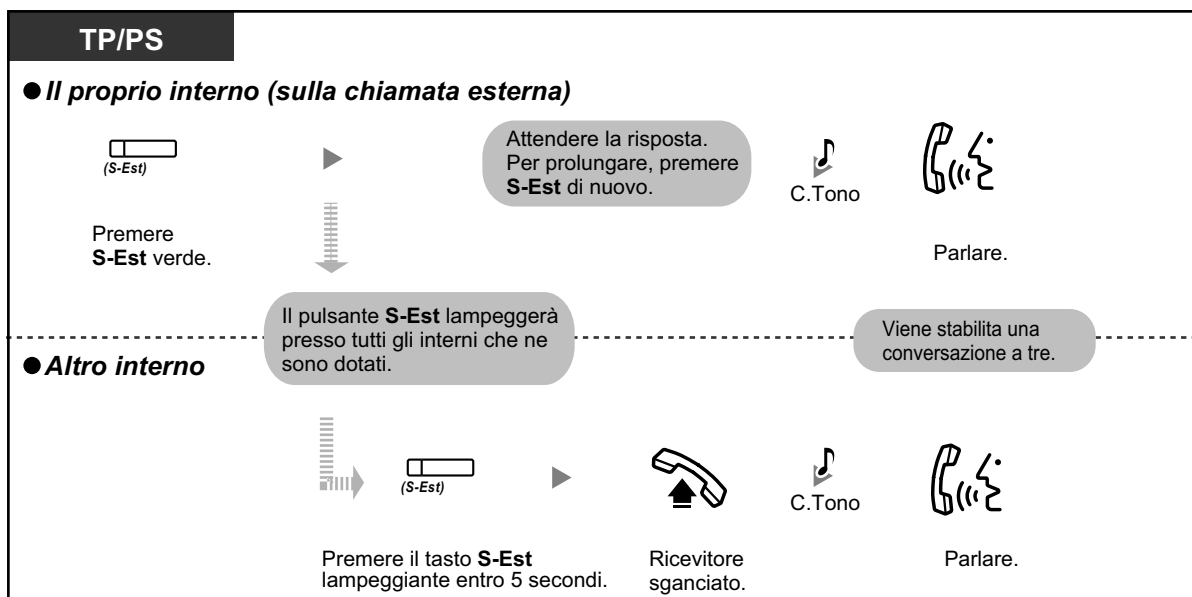 TP/PS
● Il proprio interno (sulla chiamata esterna)
(S-Est)
Premere
S-Est verde.
Attendere la risposta.
Per prolungare, premere
S-Est di nuovo.
C.Tono
Parlare.
Il pulsante S-Est lampeggerà
presso tutti gli interni che ne
sono dotati.
Viene stabilita una
conversazione a tre.
● Altro interno
(S-Est)
Premere il tasto S-Est
lampeggiante entro 5 secondi.
Ricevitore
sganciato.
C.Tono
Parlare.